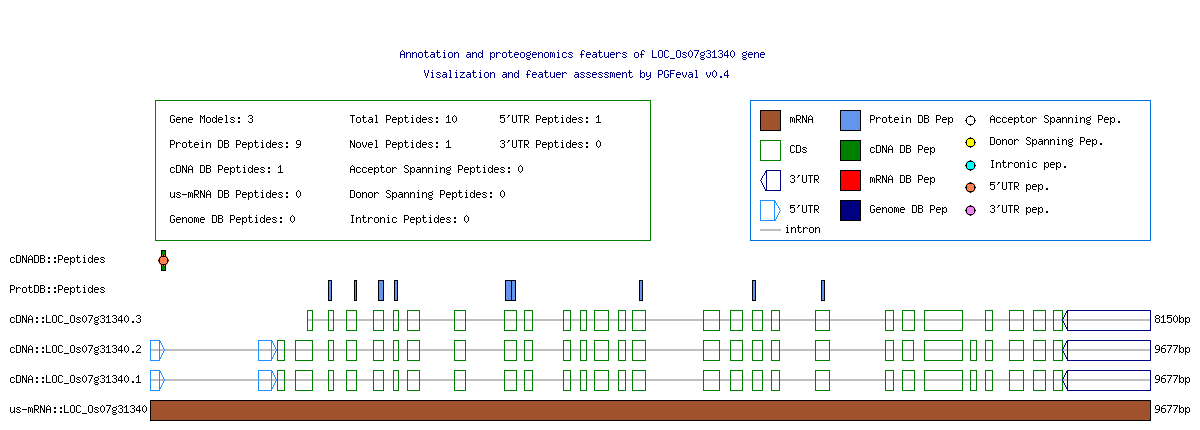 Annotation and proteogenomics featuers of LOC_Os07g31340 gene
Visalization and featuer assessment by PGFeval v0.4
Gene Models: 3
Total Peptides: 10
5'UTR Peptides: 1
Protein DB Peptides: 9
Novel Peptides: 1
3'UTR Peptides: 0
cDNA DB Peptides: 1
Acceptor Spanning Peptides: 0
us-mRNA DB Peptides: 0
Donor Spanning Peptides: 0
Genome DB Peptides: 0
Intronic Peptides: 0
mRNA
Protein DB Pep
Acceptor Spanning Pep.
CDs
cDNA DB Pep
Donor Spanning Pep.
Intronic pep.
3'UTR
mRNA DB Pep
5'UTR pep.
5'UTR
Genome DB Pep
3'UTR pep.
intron
cDNADB::Peptides
ProtDB::Peptides
cDNA::LOC_Os07g31340.3
8150bp
cDNA::LOC_Os07g31340.2
9677bp
cDNA::LOC_Os07g31340.1
9677bp
us-mRNA::LOC_Os07g31340
9677bp